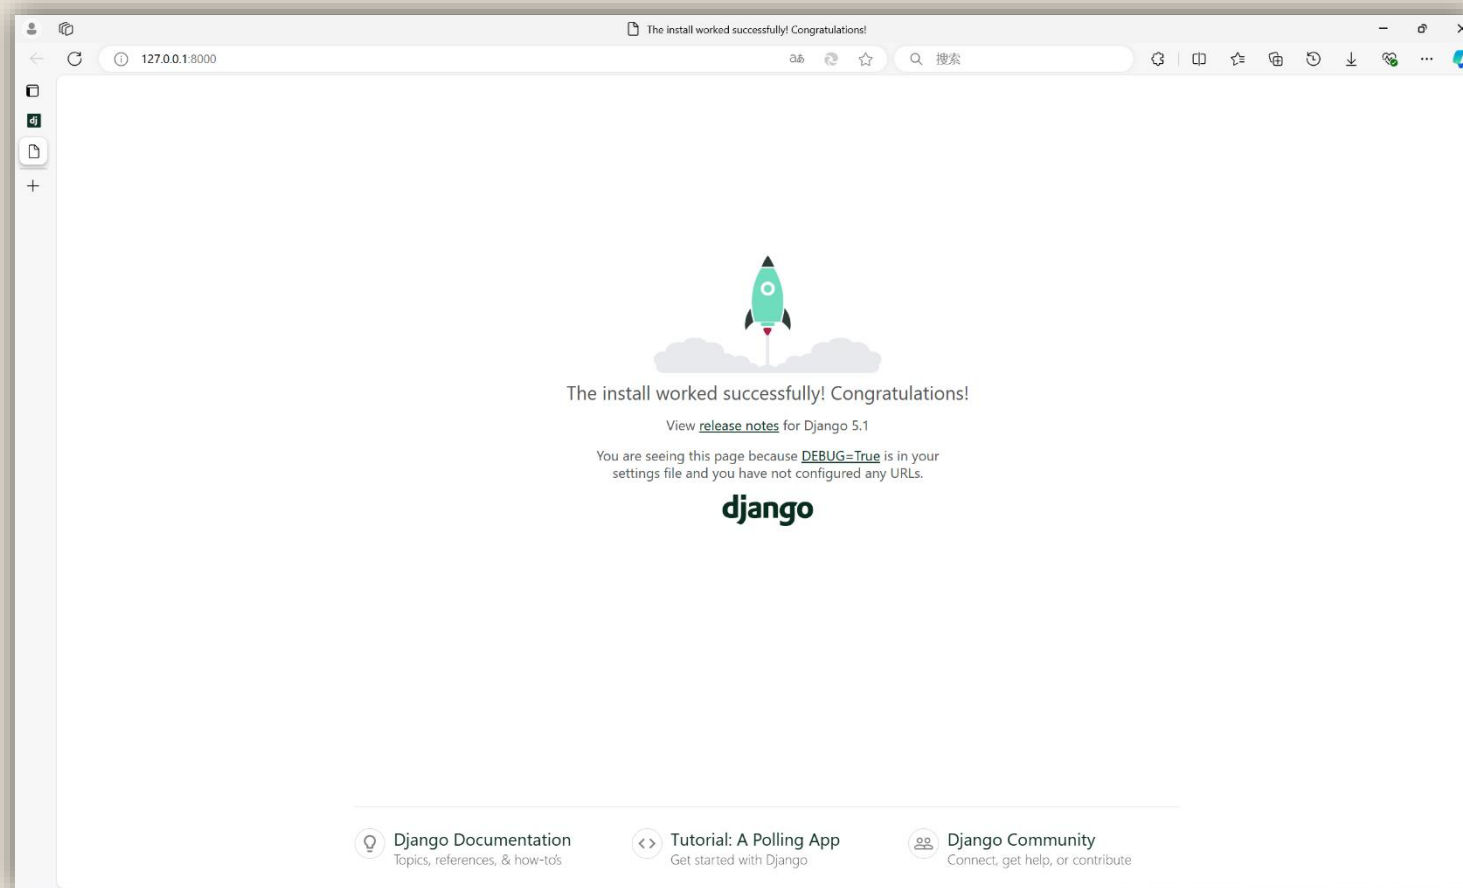 The install worked successfully! Congratulations!
127.0.0.1:8000
搜索
dj
The install worked successfully! Congratulations!
View release notes for Django 5.1
You are seeing this page because DEBUG=True is in your
settings file and you have not configured any URLs.
django
Django Documentation
Topics, references, & how-to's
Tutorial: A Polling App
Get started with Django
Django Community
Connect, get help, or contribute